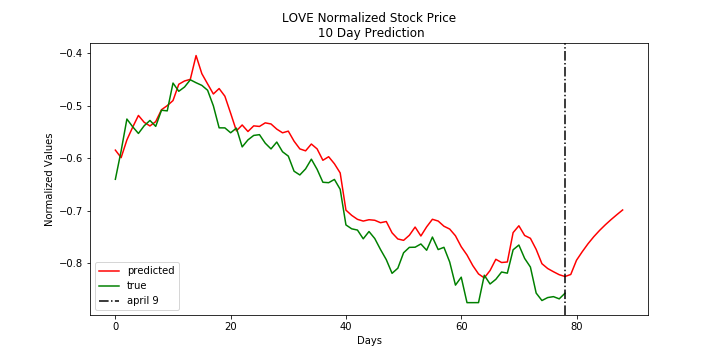 LOVE Normalized Stock Price
10 Day Prediction
Normalized Values
−0.4
−0.5
−0.6
−0.7
−0.8
predicted
true
april 9
0
20
40
60
80
Days